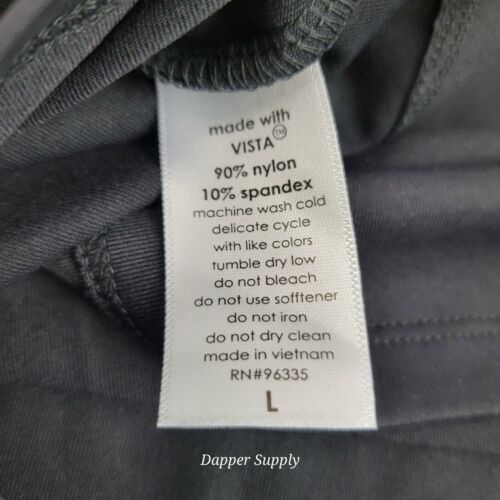 made with
VISTA™
90% nylon
10% spandex
machine wash cold
delicate cycle
with like colors
tumble dry low
do not bleach
do not use sofftener
do not iron
do not dry clean
made in vietnam
RN#96335
L
Dapper Supply